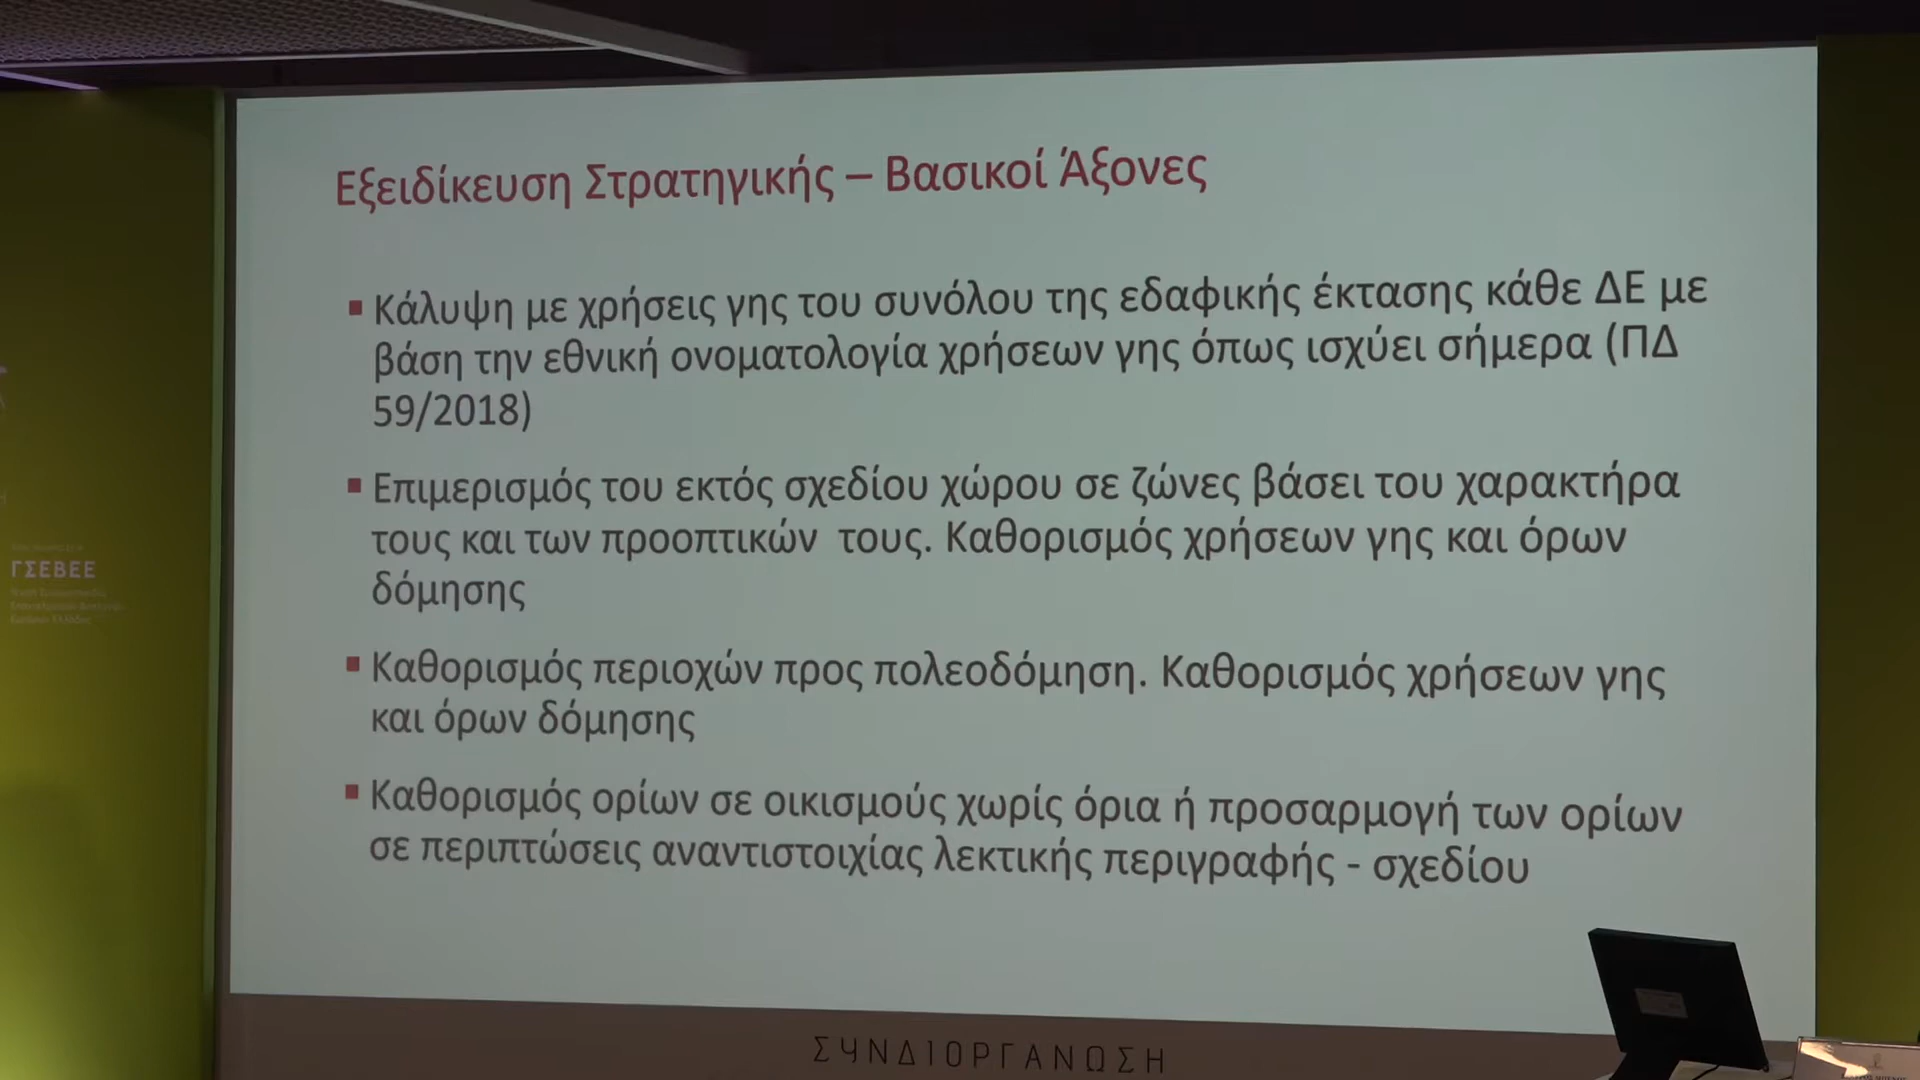 Εξειδίκευση Στρατηγικής – Βασικοί Άξονες
▪ Κάλυψη με χρήσεις γης του συνόλου της εδαφικής έκτασης κάθε ΔΕ με
βάση την εθνική ονοματολογία χρήσεων γης όπως ισχύει σήμερα (ΠΔ
59/2018)
▪ Επιμερισμός του εκτός σχεδίου χώρου σε ζώνες βάσει του χαρακτήρα
τους και των προοπτικών τους. Καθορισμός χρήσεων γης και όρων
δόμησης
▪ Καθορισμός περιοχών προς πολεοδόμηση. Καθορισμός χρήσεων γης
και όρων δόμησης
▪ Καθορισμός ορίων σε οικισμούς χωρίς όρια ή προσαρμογή των ορίων
σε περιπτώσεις αναντιστοιχίας λεκτικής περιγραφής - σχεδίου
ΓΣΕΒΕΕ
ΣΥΝΔΙΟΡΓΑΝΩΣΗ